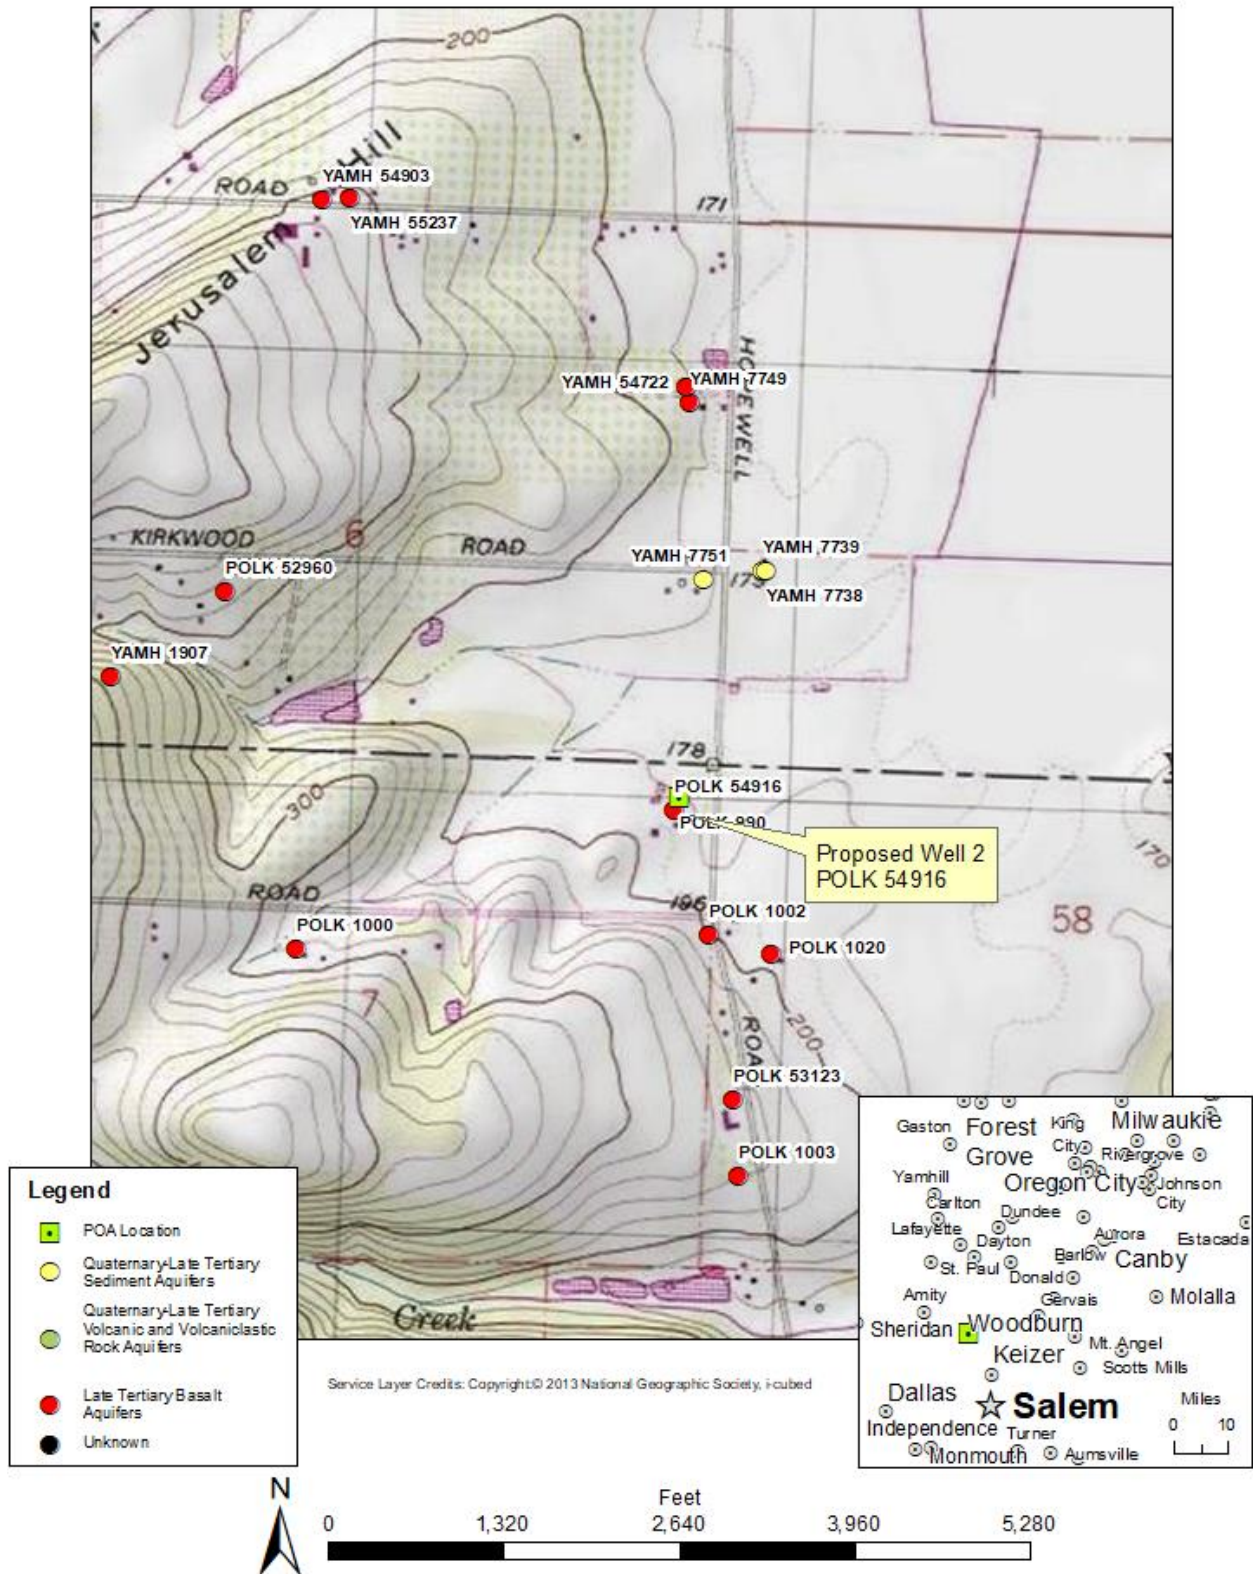 200
Hill
ROAD
YAMH 54903
YAMH 55237
Jerusalem
171
HOPEWELL
YAMH 54722
YAMH 7749
KIRKWOOD
6
ROAD
YAMH 7751
YAMH 7739
175
YAMH 7738
POLK 52960
YAMH 1907
178
POLK 54916
POLK 990
300
Proposed Well 2
POLK 54916
170
ROAD
196
POLK 1002
58
POLK 1000
POLK 1020
7
200
ROAD
POLK 53123
POLK 1003
Creek
Legend
POA Location
Quaternary-Late Tertiary
Sediment Aquifers
Quaternary-Late Tertiary
Volcanic and Volcaniclastic
Rock Aquifers
Late Tertiary Basalt
Aquifers
Unknown
Service Layer Credits: Copyright:© 2013 National Geographic Society, i-cubed
Gaston
Forest
Grove
King
City
Milwaukie
Rivergrove
Yamhill
Oregon City
Johnson
City
Carlton
Dundee
Lafayette
Aurora
Estacada
Dayton
Barlow
Canby
St. Paul
Donald
Amity
Gervais
Molalla
Sheridan
Woodburn
Mt. Angel
Keizer
Scotts Mills
Dallas
Salem
Miles
0 10
Independence
Turner
Monmouth
Aumsville
N
Feet
0 1,320 2,640 3,960 5,280